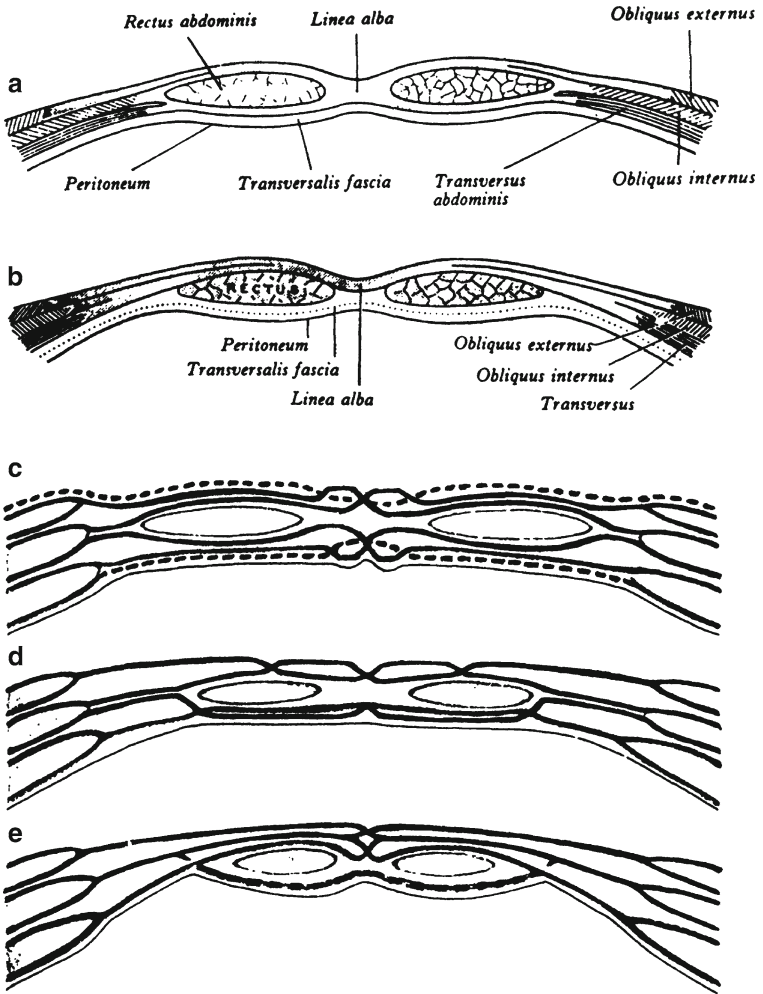 Rectus abdominis
Linea alba
Obliquus externus
a
Peritoneum
Transversalis fascia
Transversus
abdominis
Obliquus internus
b
RECTUS
Peritoneum
Transversalis fascia
Linea alba
Obliquus externus
Obliquus internus
Transversus
c
d
e